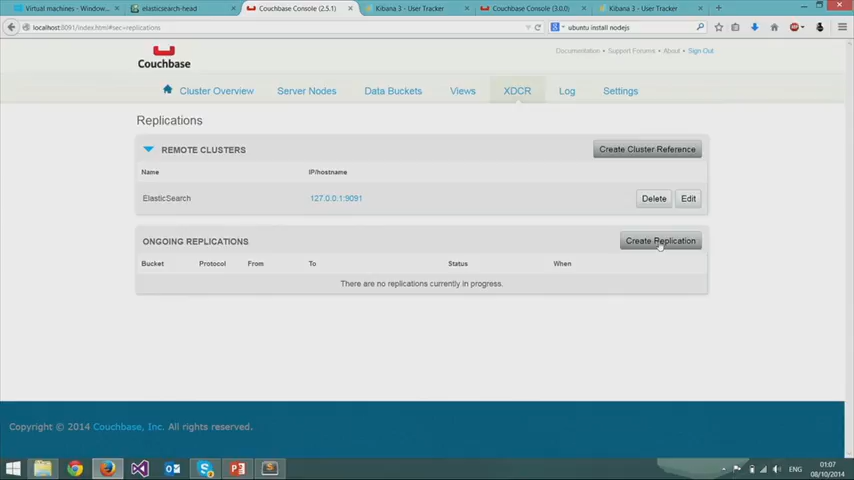 Virtual machines - Window...
elasticsearch-head
Couchbase Console (2.5.1)
Kibana 3 - User Tracker
Couchbase Console (3.0.0)
Kibana 3 - User Tracker
localhost:8091/index.html#sec=replications
ubuntu install nodejs
Couchbase
Documentation • Support Forums • About • Sign Out
Cluster Overview
Server Nodes
Data Buckets
Views
XDCR
Log
Settings
Replications
REMOTE CLUSTERS
Create Cluster Reference
Name
IP/hostname
ElasticSearch
127.0.0.1:9091
Delete
Edit
ONGOING REPLICATIONS
Create Replication
Bucket
Protocol
From
To
Status
When
There are no replications currently in progress.
Copyright © 2014 Couchbase, Inc. All rights reserved.
ENG
01:07
08/10/2014